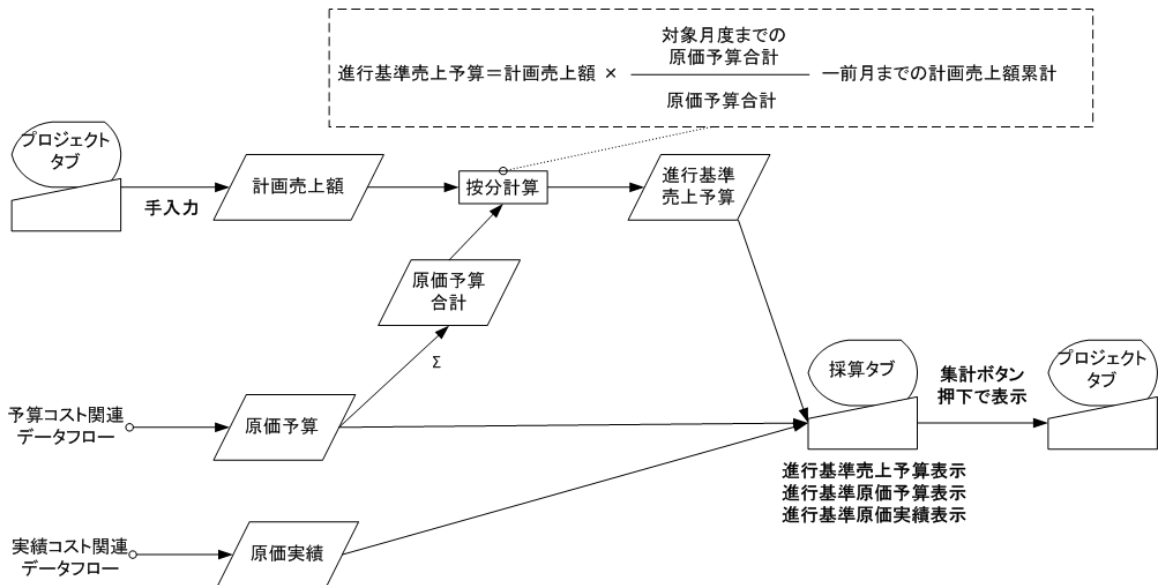 対象月度までの
原価予算合計
進行基準売上予算＝計画売上額 × ー前月までの計画売上額累計
原価予算合計
プロジェクト
タブ
手入力
計画売上額
按分計算
進行基準
売上予算
原価予算
合計
Σ
予算コスト関連
データフロー
原価予算
採算タブ
集計ボタン
押下で表示
プロジェクト
タブ
進行基準売上予算表示
進行基準原価予算表示
進行基準原価実績表示
実績コスト関連
データフロー
原価実績